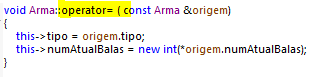 void Arma::operator= ( const Arma &origem)
{
this->tipo = origem.tipo;
this->numAtualBalas = new int(*origem.numAtualBalas);
}